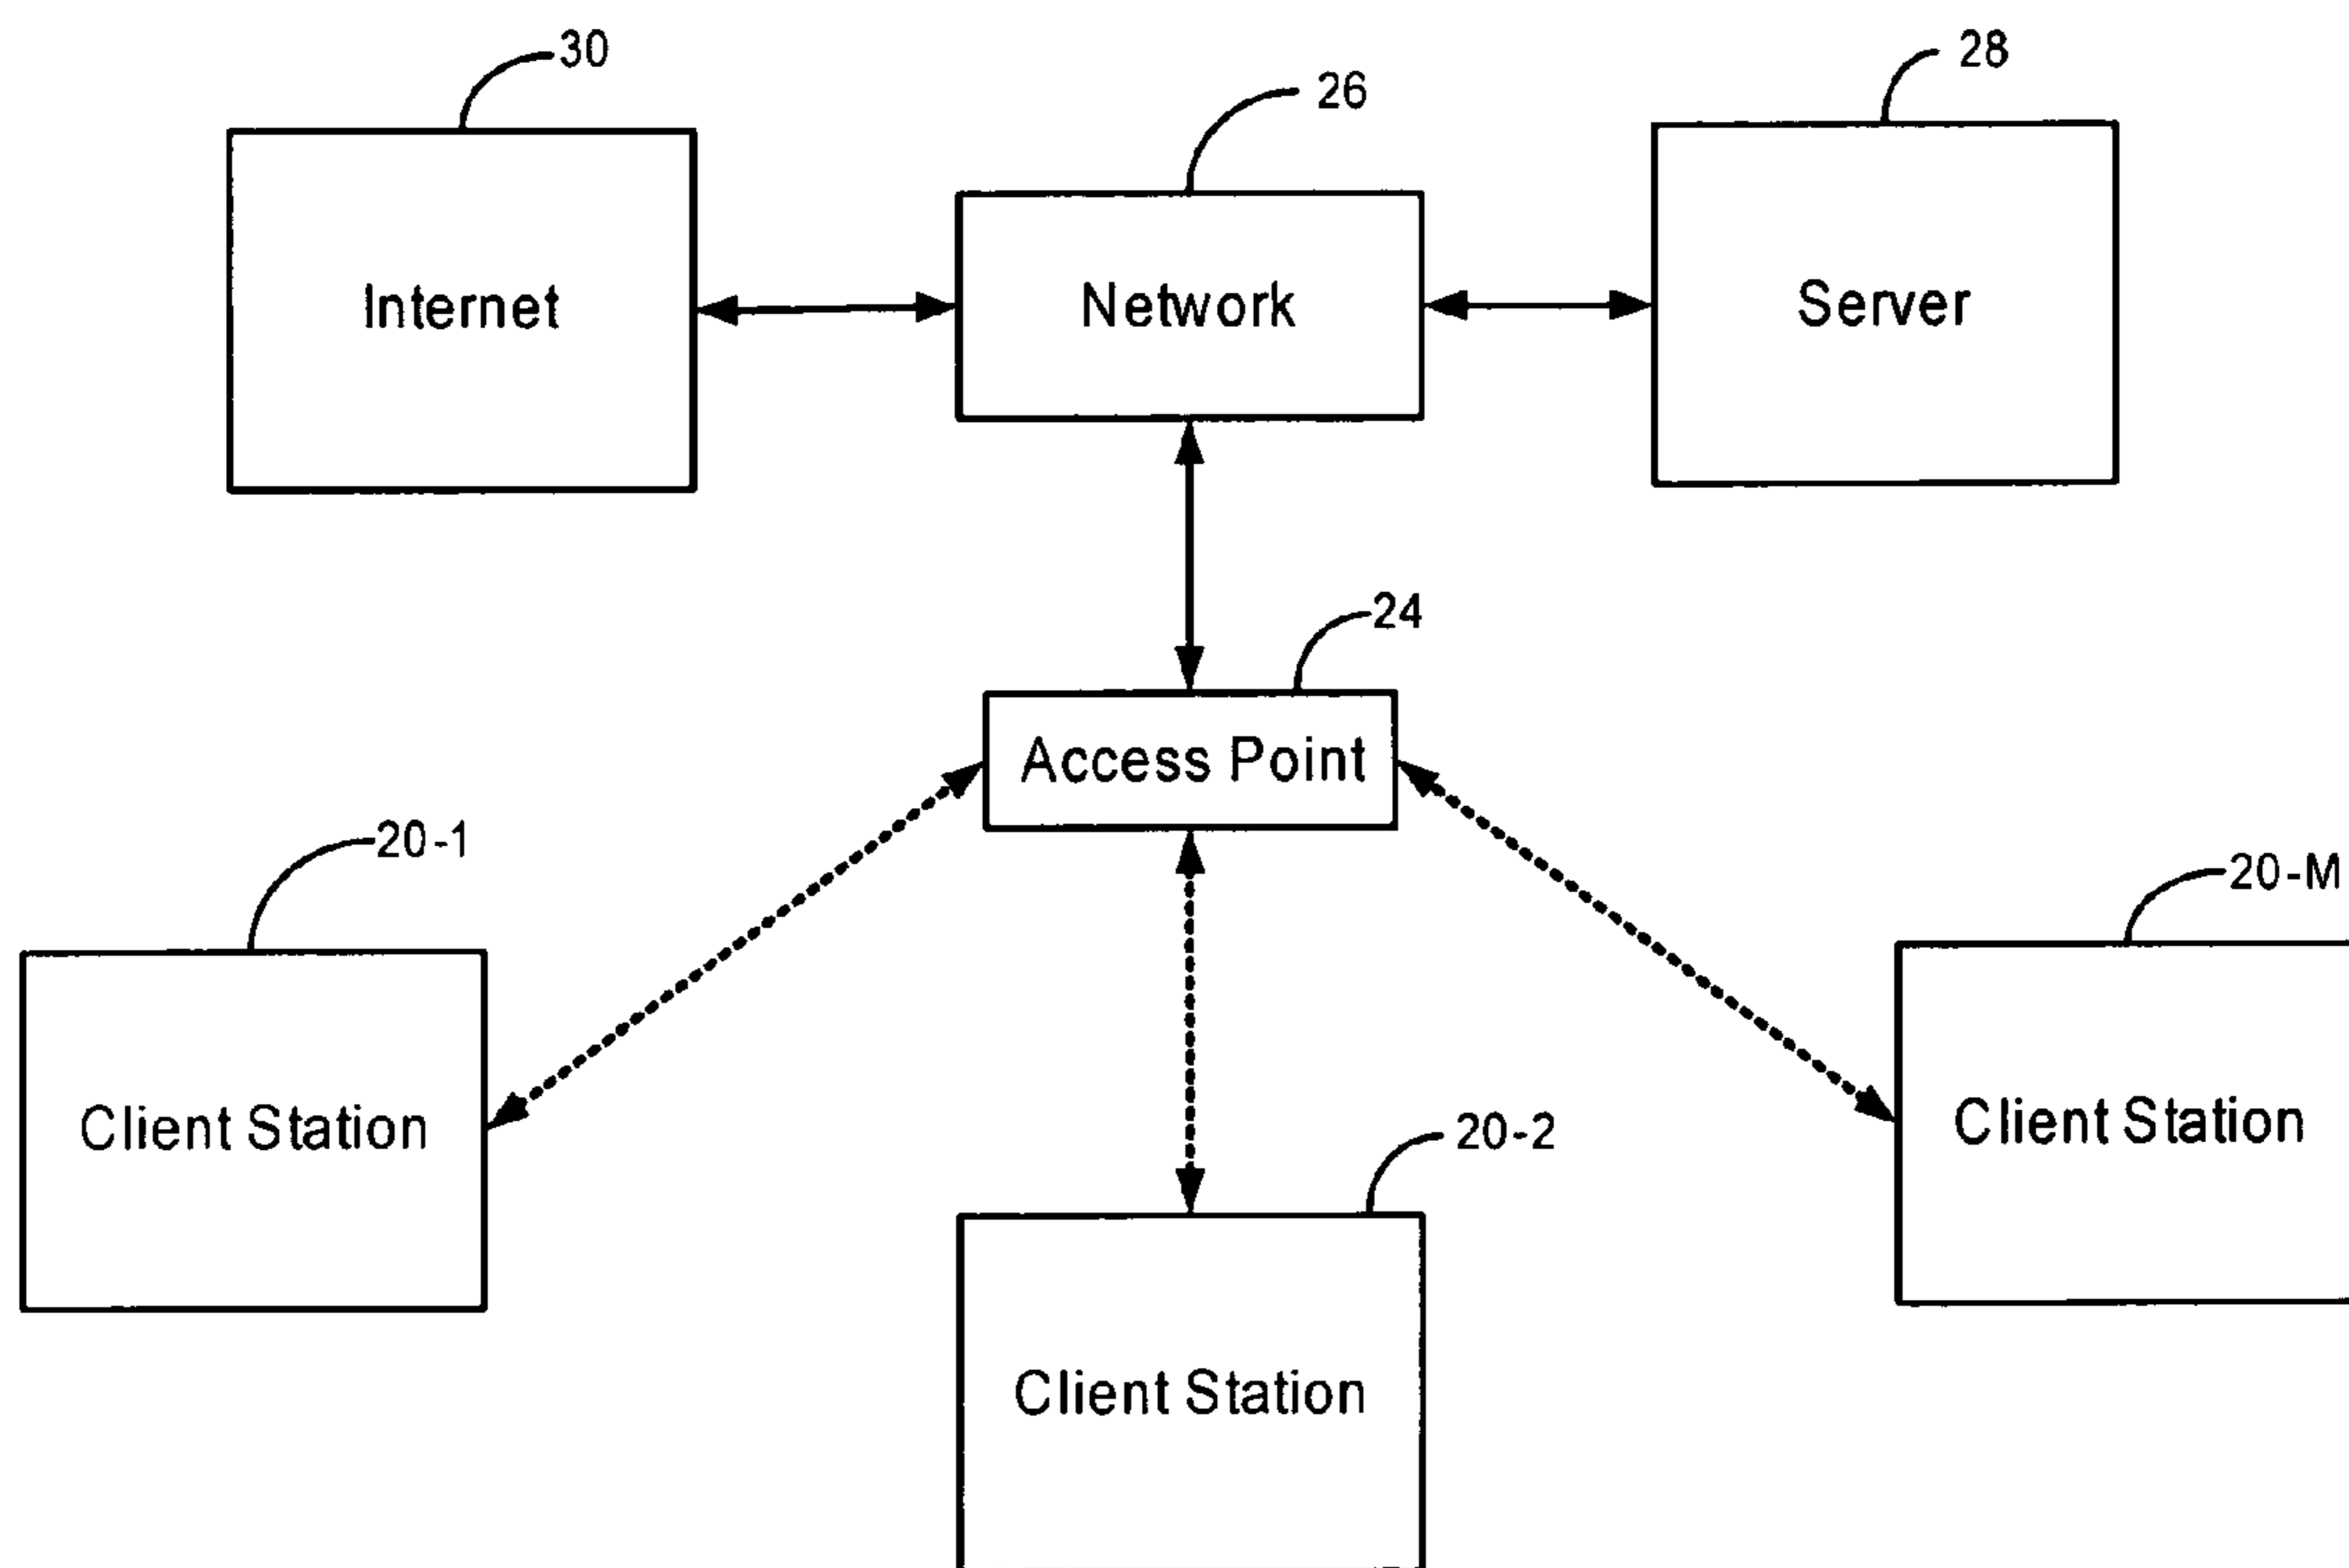 30
26
28
Internet
Network
Server
24
Access Point
20-1
20-M
Client Station
20-2
Client Station
Client Station